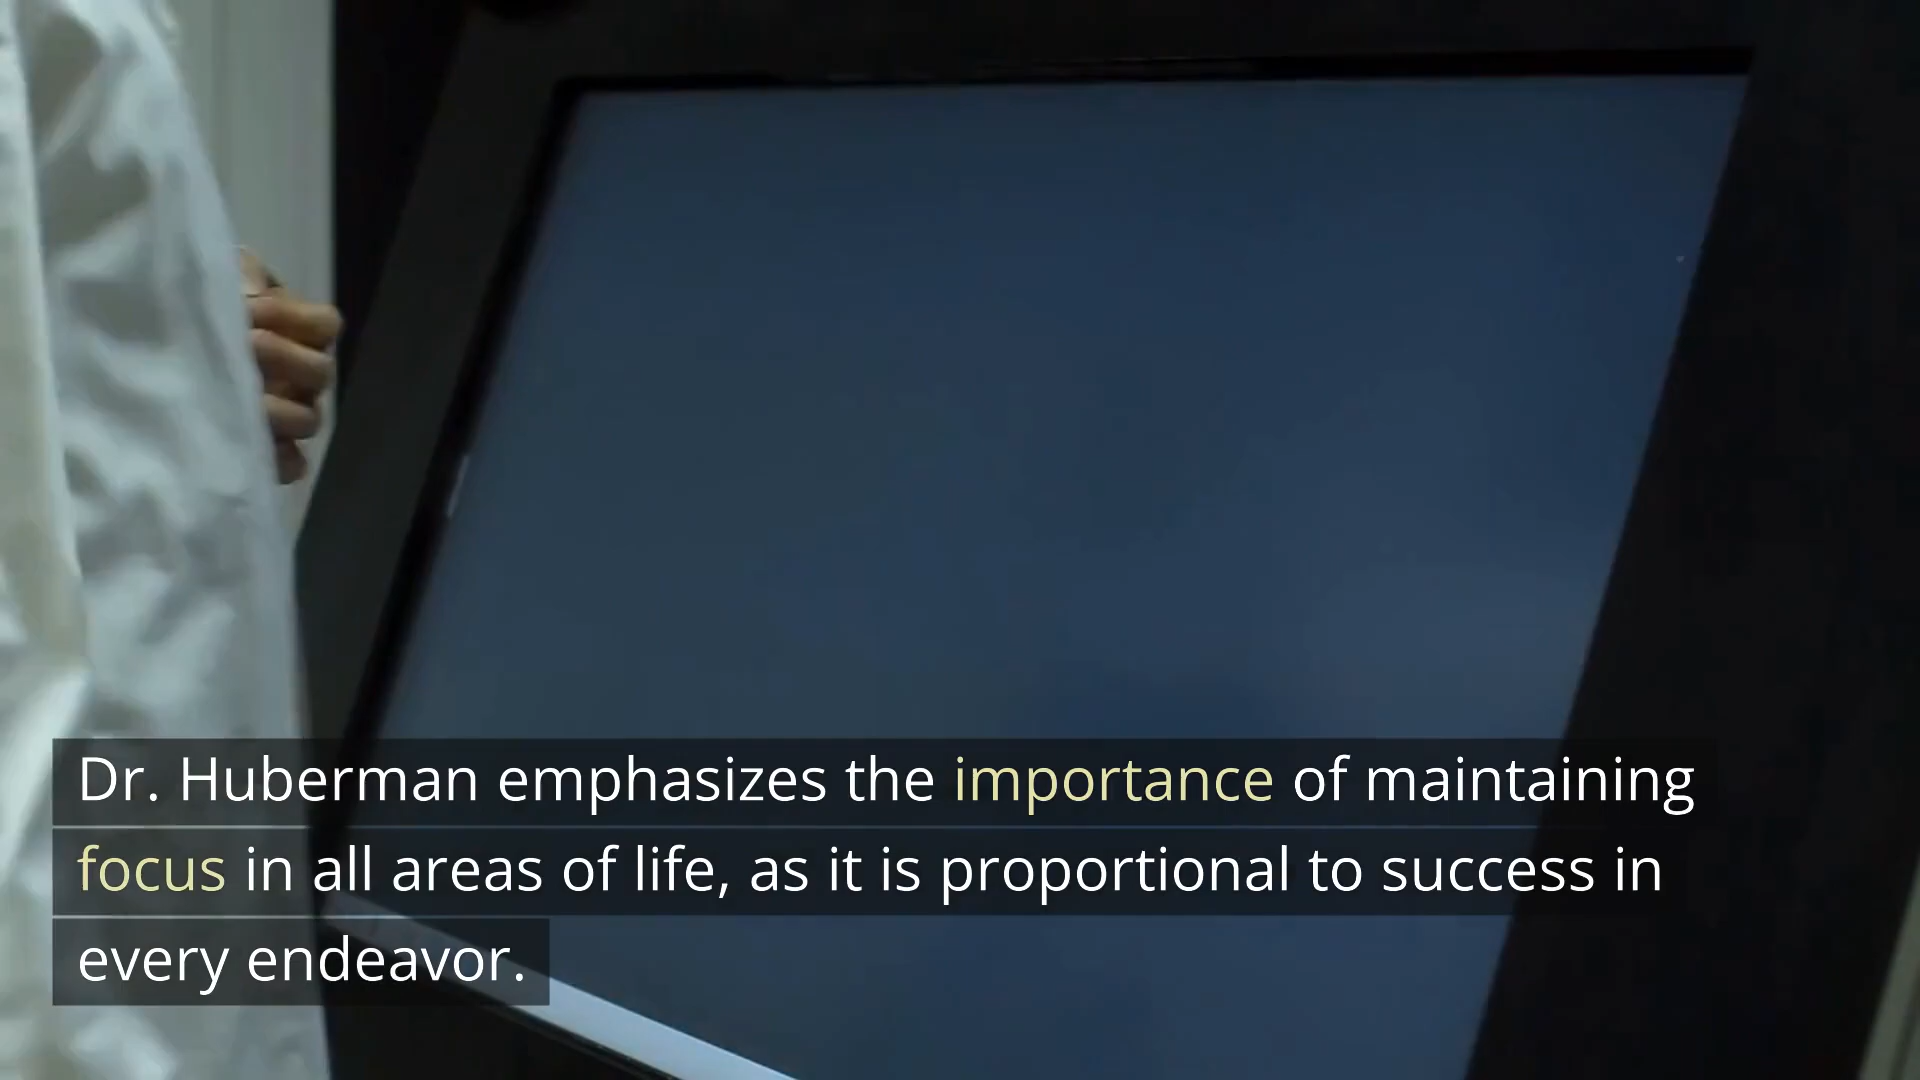 Dr. Huberman emphasizes the importance of maintaining
focus in all areas of life, as it is proportional to success in
every endeavor.